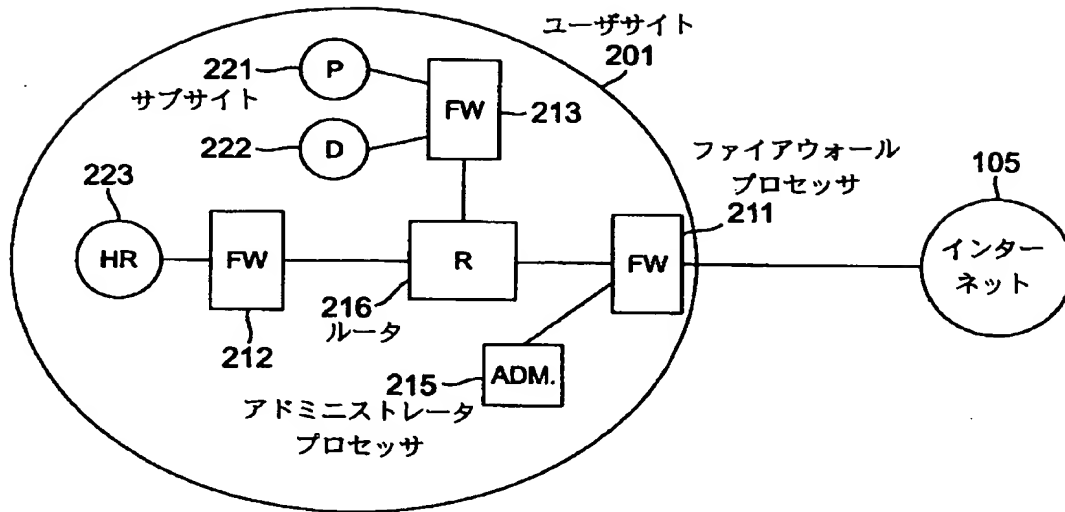 ユーザサイト
201
221
P
サブサイト
FW
213
222
D
ファイアウォール
プロセッサ
211
105
223
HR
FW
R
FW
インター
ネット
216
ルータ
212
215
ADM.
アドミニストレータ
プロセッサ